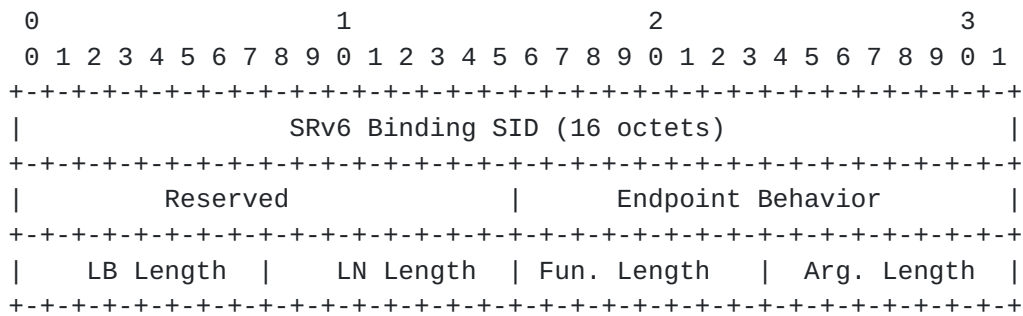 0                   1                   2                   3
 0 1 2 3 4 5 6 7 8 9 0 1 2 3 4 5 6 7 8 9 0 1 2 3 4 5 6 7 8 9 0 1
+-+-+-+-+-+-+-+-+-+-+-+-+-+-+-+-+-+-+-+-+-+-+-+-+-+-+-+-+-+-+-+-+
|                 SRv6 Binding SID (16 octets)                  |
+-+-+-+-+-+-+-+-+-+-+-+-+-+-+-+-+-+-+-+-+-+-+-+-+-+-+-+-+-+-+-+-+
|         Reserved              |      Endpoint Behavior        |
+-+-+-+-+-+-+-+-+-+-+-+-+-+-+-+-+-+-+-+-+-+-+-+-+-+-+-+-+-+-+-+-+
|    LB Length  |    LN Length  | Fun. Length   |  Arg. Length  |
+-+-+-+-+-+-+-+-+-+-+-+-+-+-+-+-+-+-+-+-+-+-+-+-+-+-+-+-+-+-+-+-+